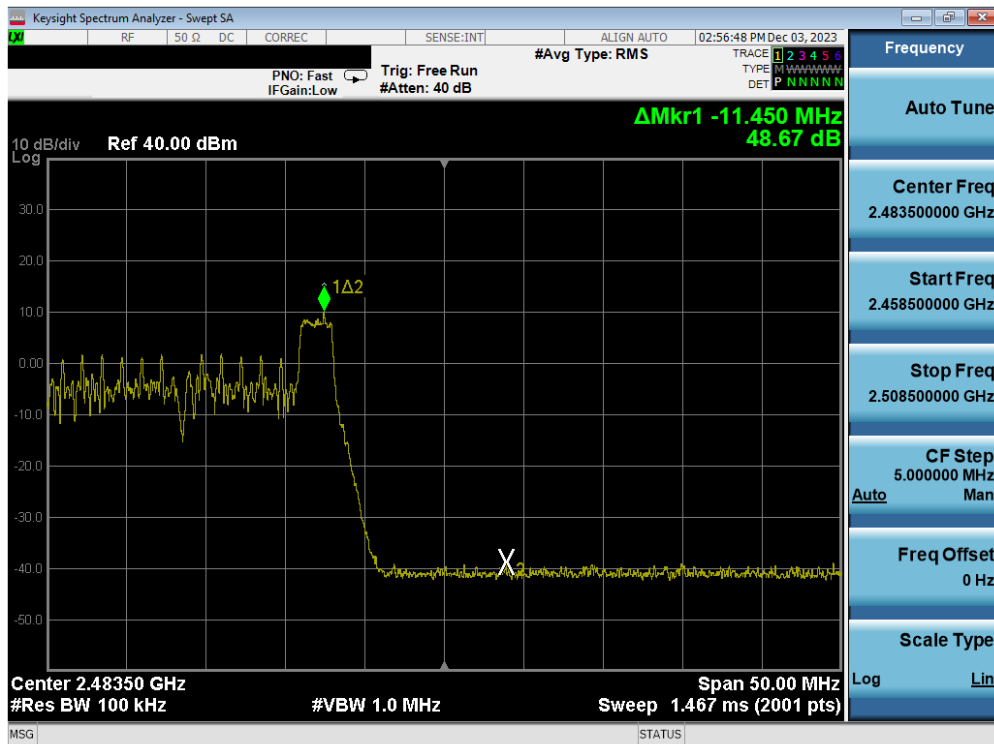 Keysight Spectrum Analyzer - Swept SA
LXI RF 50 Ω DC CORREC SENSE:INT ALIGN AUTO 02:56:48 PM Dec 03, 2023
#Avg Type: RMS
TRACE 1 2 3 4 5 6
TYPE M W W W W W
DET P N N N N N
PNO: Fast
IFGain:Low
Trig: Free Run
#Atten: 40 dB
ΔMkr1 -11.450 MHz
48.67 dB
10 dB/div
Log
Ref 40.00 dBm
30.0
20.0
10.0
0.00
-10.0
-20.0
-30.0
-40.0
-50.0
1Δ2
X2
Center 2.48350 GHz
Span 50.00 MHz
#Res BW 100 kHz
#VBW 1.0 MHz
Sweep 1.467 ms (2001 pts)
MSG
STATUS
Frequency
Auto Tune
Center Freq
2.483500000 GHz
Start Freq
2.458500000 GHz
Stop Freq
2.508500000 GHz
CF Step
5.000000 MHz
Auto Man
Freq Offset
0 Hz
Scale Type
Log Lin